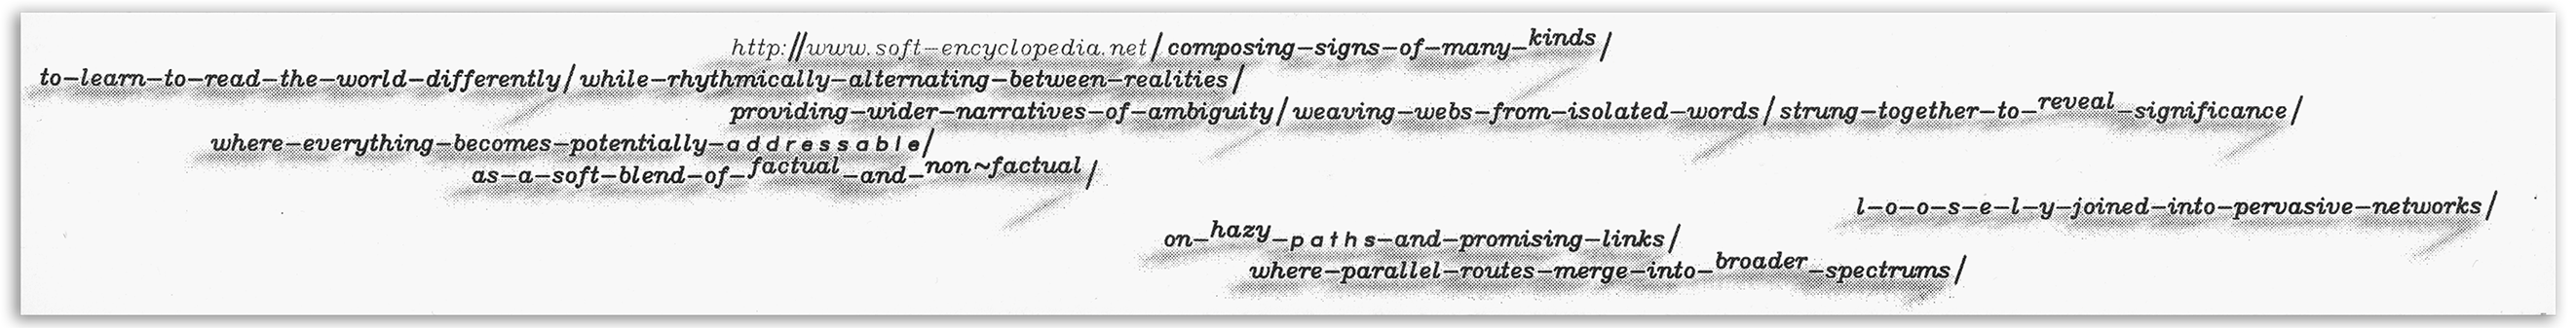 http://www.soft-encyclopedia.net/composing-signs-of-many-kinds/
to-learn-to-read-the-world-differently/while-rhythmically-alternating-between-realities/
providing-wider-narratives-of-ambiguity/weaving-webs-from-isolated-words/strung-together-to-reveal-significance/
where-everything-becomes-potentially-addressable/
as-a-soft-blend-of-factual-and-non~factual/
l-o-o-s-e-l-y-joined-into-pervasive-networks/
on-hazy-paths-and-promising-links/
where-parallel-routes-merge-into-broader-spectrums/